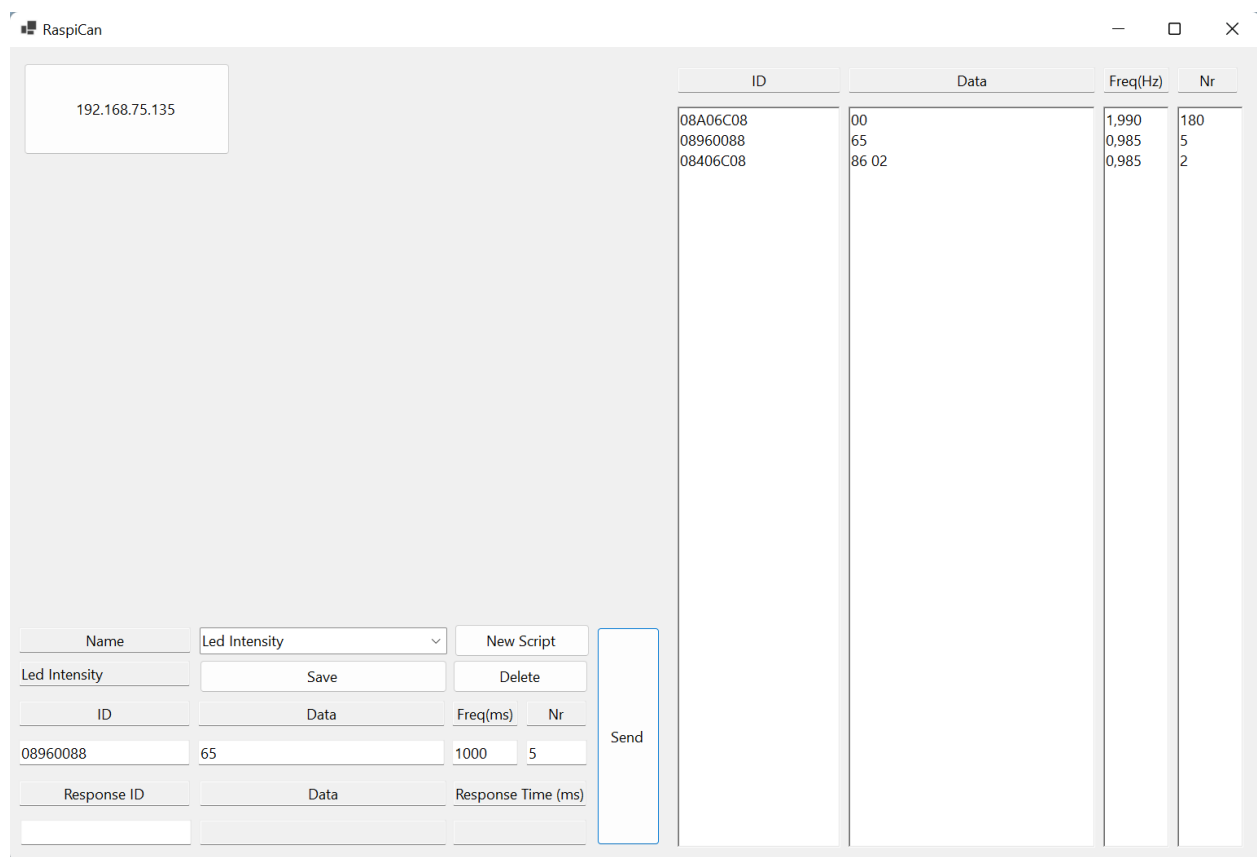 RaspiCan
192.168.75.135
ID Data Freq(Hz) Nr
08A06C08 00 1,990 180
08960088 65 0,985 5
08406C08 86 02 0,985 2
Name Led Intensity New Script
Led Intensity Save Delete
ID Data Freq(ms) Nr
Send
08960088 65 1000 5
Response ID Data Response Time (ms)